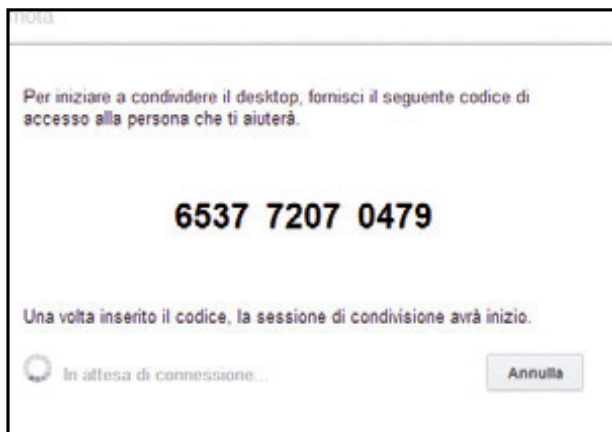 nota
Per iniziare a condividere il desktop, fornisci il seguente codice di
accesso alla persona che ti aiuterà.
6537 7207 0479
Una volta inserito il codice, la sessione di condivisione avrà inizio.
In attesa di connessione...
Annulla